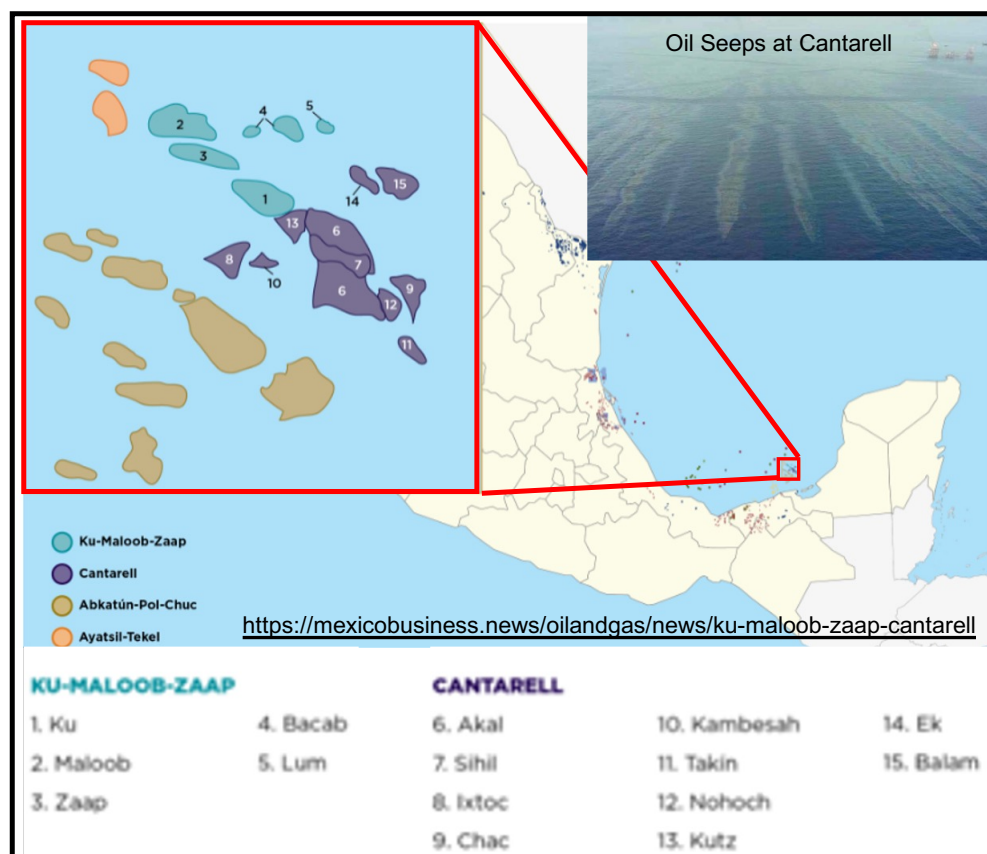 Oil Seeps at Cantarell
2
4
5
3
14
15
1
13
6
8
10
7
9
6
12
11
Ku-Maloob-Zaap
Cantarell
Abkatún-Pol-Chuc
Ayatsil-Tekel
https://mexicobusiness.news/oilandgas/news/ku-maloob-zaap-cantarell
KU-MALOOB-ZAAP
1. Ku
2. Maloob
3. Zaap
4. Bacab
5. Lum
CANTARELL
6. Akal
7. Sihil
8. Ixtoc
9. Chac
10. Kambesah
11. Takin
12. Nohoch
13. Kutz
14. Ek
15. Balam